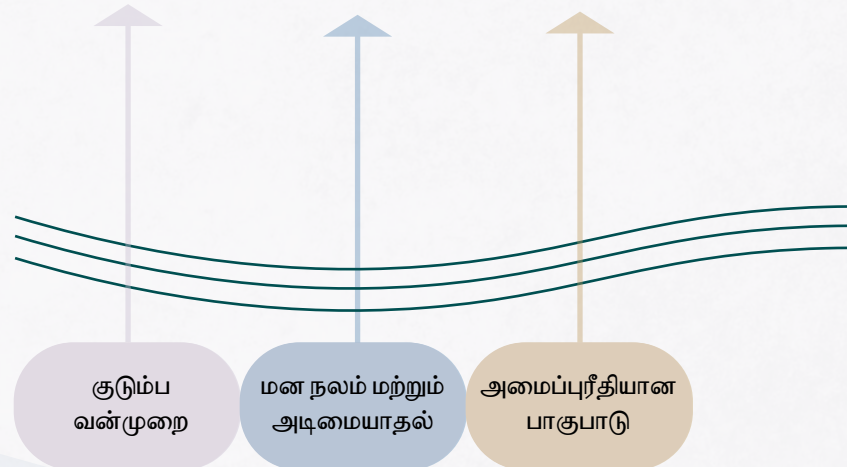 குடும்ப
வன்முறை
மன நலம் மற்றும்
அடிமையாதல்
அமைப்புரீதியான
பாகுபாடு